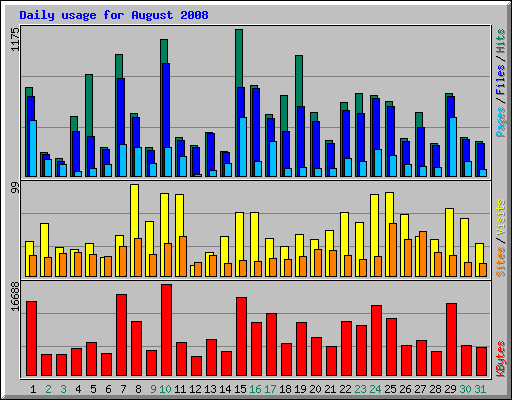 Daily usage for August 2008
1175
Pages / Files / Hits
99
Sites / Visits
16688
KBytes
1 2 3 4 5 6 7 8 9 10 11 12 13 14 15 16 17 18 19 20 21 22 23 24 25 26 27 28 29 30 31